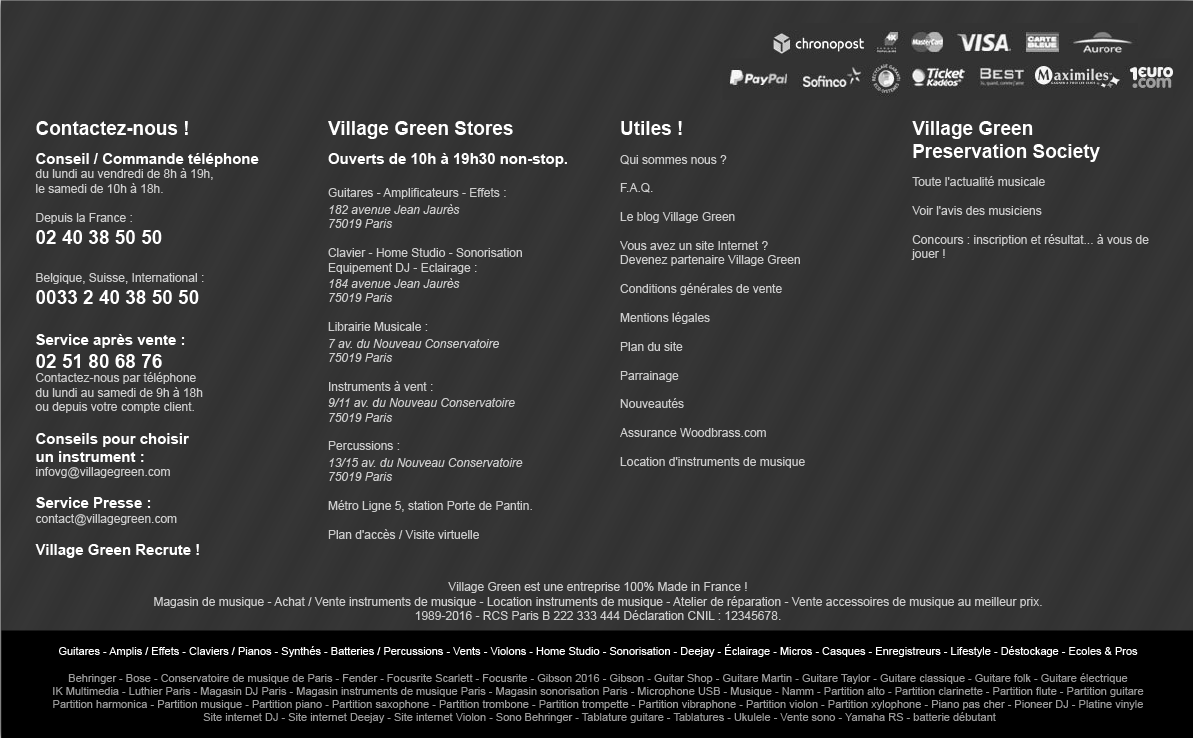 chronopost MasterCard VISA CARTE BLEUE Aurore
PayPal Sofinco Ticket Kadéos BEST Maximiles 1€uro.com
Contactez-nous !
Conseil / Commande téléphone
du lundi au vendredi de 8h à 19h,
le samedi de 10h à 18h.
Depuis la France :
02 40 38 50 50
Belgique, Suisse, International :
0033 2 40 38 50 50
Service après vente :
02 51 80 68 76
Contactez-nous par téléphone
du lundi au samedi de 9h à 18h
ou depuis votre compte client.
Conseils pour choisir
un instrument :
infovg@villagegreen.com
Service Presse :
contact@villagegreen.com
Village Green Recrute !
Village Green Stores
Ouverts de 10h à 19h30 non-stop.
Guitares - Amplificateurs - Effets :
182 avenue Jean Jaurès
75019 Paris
Clavier - Home Studio - Sonorisation
Equipement DJ - Eclairage :
184 avenue Jean Jaurès
75019 Paris
Librairie Musicale :
7 av. du Nouveau Conservatoire
75019 Paris
Instruments à vent :
9/11 av. du Nouveau Conservatoire
75019 Paris
Percussions :
13/15 av. du Nouveau Conservatoire
75019 Paris
Métro Ligne 5, station Porte de Pantin.
Plan d'accès / Visite virtuelle
Utiles !
Qui sommes nous ?
F.A.Q.
Le blog Village Green
Vous avez un site Internet ?
Devenez partenaire Village Green
Conditions générales de vente
Mentions légales
Plan du site
Parrainage
Nouveautés
Assurance Woodbrass.com
Location d'instruments de musique
Village Green
Preservation Society
Toute l'actualité musicale
Voir l'avis des musiciens
Concours : inscription et résultat... à vous de
jouer !
Village Green est une entreprise 100% Made in France !
Magasin de musique - Achat / Vente instruments de musique - Location instruments de musique - Atelier de réparation - Vente accessoires de musique au meilleur prix.
1989-2016 - RCS Paris B 222 333 444 Déclaration CNIL : 12345678.
Guitares - Amplis / Effets - Claviers / Pianos - Synthés - Batteries / Percussions - Vents - Violons - Home Studio - Sonorisation - Deejay - Éclairage - Micros - Casques - Enregistreurs - Lifestyle - Déstockage - Ecoles & Pros
Behringer - Bose - Conservatoire de musique de Paris - Fender - Focusrite Scarlett - Focusrite - Gibson 2016 - Gibson - Guitar Shop - Guitare Martin - Guitare Taylor - Guitare classique - Guitare folk - Guitare électrique
IK Multimedia - Luthier Paris - Magasin DJ Paris - Magasin instruments de musique Paris - Magasin sonorisation Paris - Microphone USB - Musique - Namm - Partition alto - Partition clarinette - Partition flute - Partition guitare
Partition harmonica - Partition musique - Partition piano - Partition saxophone - Partition trombone - Partition trompette - Partition vibraphone - Partition violon - Partition xylophone - Piano pas cher - Pioneer DJ - Platine vinyle
Site internet DJ - Site internet Deejay - Site internet Violon - Sono Behringer - Tablature guitare - Tablatures - Ukulele - Vente sono - Yamaha RS - batterie débutant